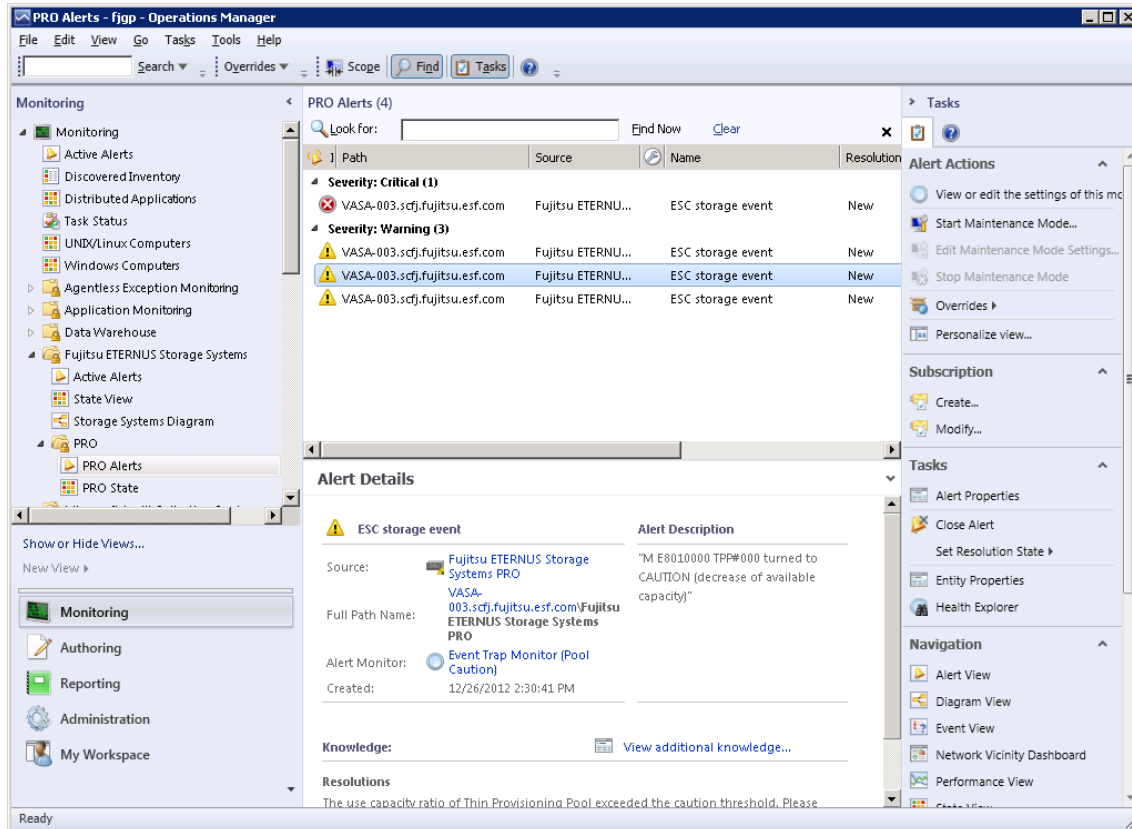 PRO Alerts - fjgp - Operations Manager
File Edit View Go Tasks Tools Help
Search Overrides Scope Find Tasks
Monitoring
Monitoring
Active Alerts
Discovered Inventory
Distributed Applications
Task Status
UNIX/Linux Computers
Windows Computers
Agentless Exception Monitoring
Application Monitoring
Data Warehouse
Fujitsu ETERNUS Storage Systems
Active Alerts
State View
Storage Systems Diagram
PRO
PRO Alerts
PRO State
Show or Hide Views...
New View
Monitoring
Authoring
Reporting
Administration
My Workspace
PRO Alerts (4)
Look for: Find Now Clear
I Path Source Name Resolution
Severity: Critical (1)
VASA-003.scfj.fujitsu.esf.com Fujitsu ETERNU... ESC storage event New
Severity: Warning (3)
VASA-003.scfj.fujitsu.esf.com Fujitsu ETERNU... ESC storage event New
VASA-003.scfj.fujitsu.esf.com Fujitsu ETERNU... ESC storage event New
VASA-003.scfj.fujitsu.esf.com Fujitsu ETERNU... ESC storage event New
Alert Details
ESC storage event
Source: Fujitsu ETERNUS Storage
Systems PRO
Full Path Name: VASA-
003.scfj.fujitsu.esf.com\Fujitsu
ETERNUS Storage Systems
PRO
Alert Monitor: Event Trap Monitor (Pool
Caution)
Created: 12/26/2012 2:30:41 PM
Alert Description
"M E8010000 TPP#000 turned to
CAUTION (decrease of available
capacity)"
Knowledge: View additional knowledge...
Resolutions
The use capacity ratio of Thin Provisioning Pool exceeded the caution threshold. Please
Tasks
Alert Actions
View or edit the settings of this mo
Start Maintenance Mode...
Edit Maintenance Mode Settings...
Stop Maintenance Mode
Overrides
Personalize view...
Subscription
Create...
Modify...
Tasks
Alert Properties
Close Alert
Set Resolution State
Entity Properties
Health Explorer
Navigation
Alert View
Diagram View
Event View
Network Vicinity Dashboard
Performance View
State View
Ready